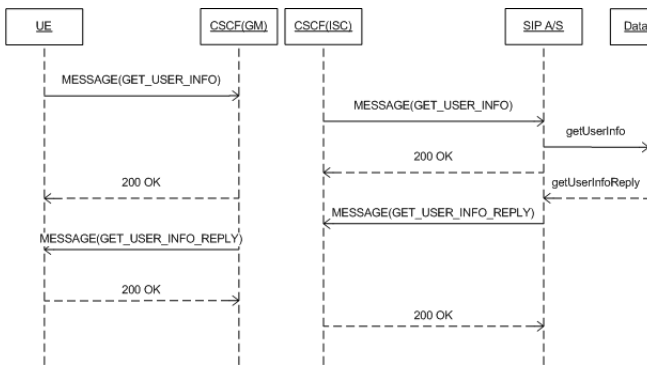 UE
CSCF(GM)
CSCF(ISC)
SIP A/S
Data
MESSAGE(GET_USER_INFO)
MESSAGE(GET_USER_INFO)
getUserInfo
200 OK
200 OK
getUserInfoReply
MESSAGE(GET_USER_INFO_REPLY)
MESSAGE(GET_USER_INFO_REPLY)
200 OK
200 OK